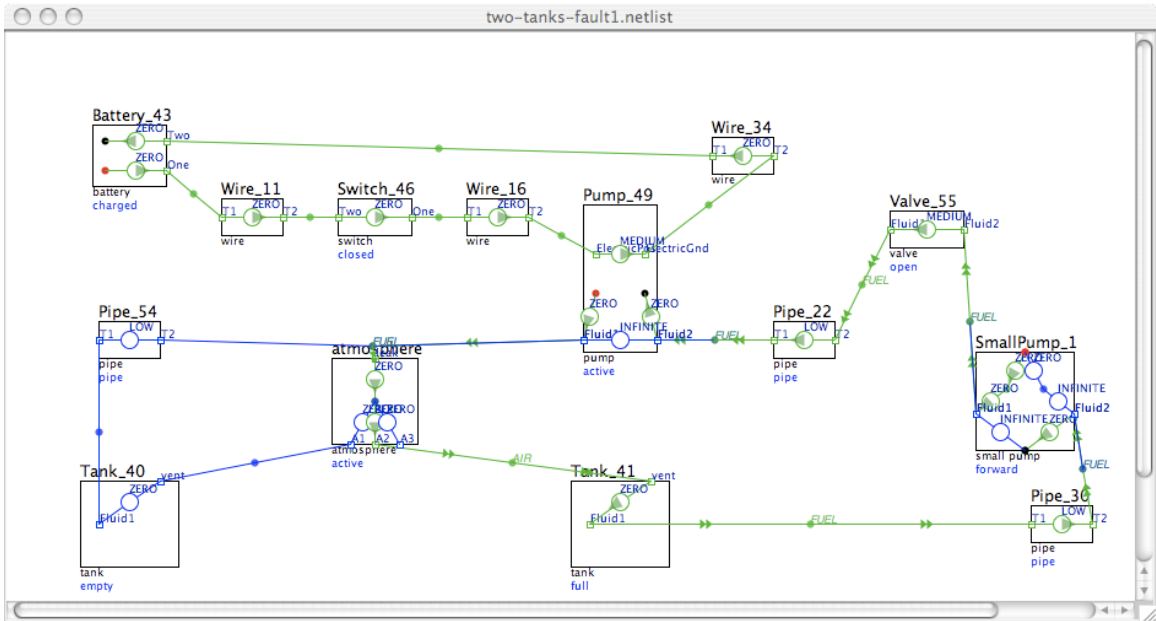 two-tanks-fault1.netlist
Battery_43
ZERO
Two
ZERO
One
battery
charged
Wire_34
T1
ZERO
T2
wire
Wire_11
T1
ZERO
T2
wire
Switch_46
Two
ZERO
One
switch
closed
Wire_16
T1
ZERO
T2
wire
Pump_49
MEDIUM
ElectricGnd
ZERO
ZERO
INFINITE
Fluid1
Fluid2
pump
active
Valve_55
MEDIUM
Fluid1
Fluid2
valve
open
FUEL
Pipe_54
LOW
T1
T2
pipe
pipe
FUEL
atmosphere
ZERO
ZERO
A1
A2
A3
atmosphere
active
FUEL
Pipe_22
LOW
T1
T2
pipe
pipe
FUEL
SmallPump_1
ZERO
ZERO
ZERO
INFINITE
Fluid1
Fluid2
INFINITE
ZERO
small pump
forward
AIR
FUEL
Tank_40
vent
ZERO
Fluid1
tank
empty
Tank_41
vent
ZERO
Fluid1
tank
full
FUEL
Pipe_30
LOW
T1
T2
pipe
pipe